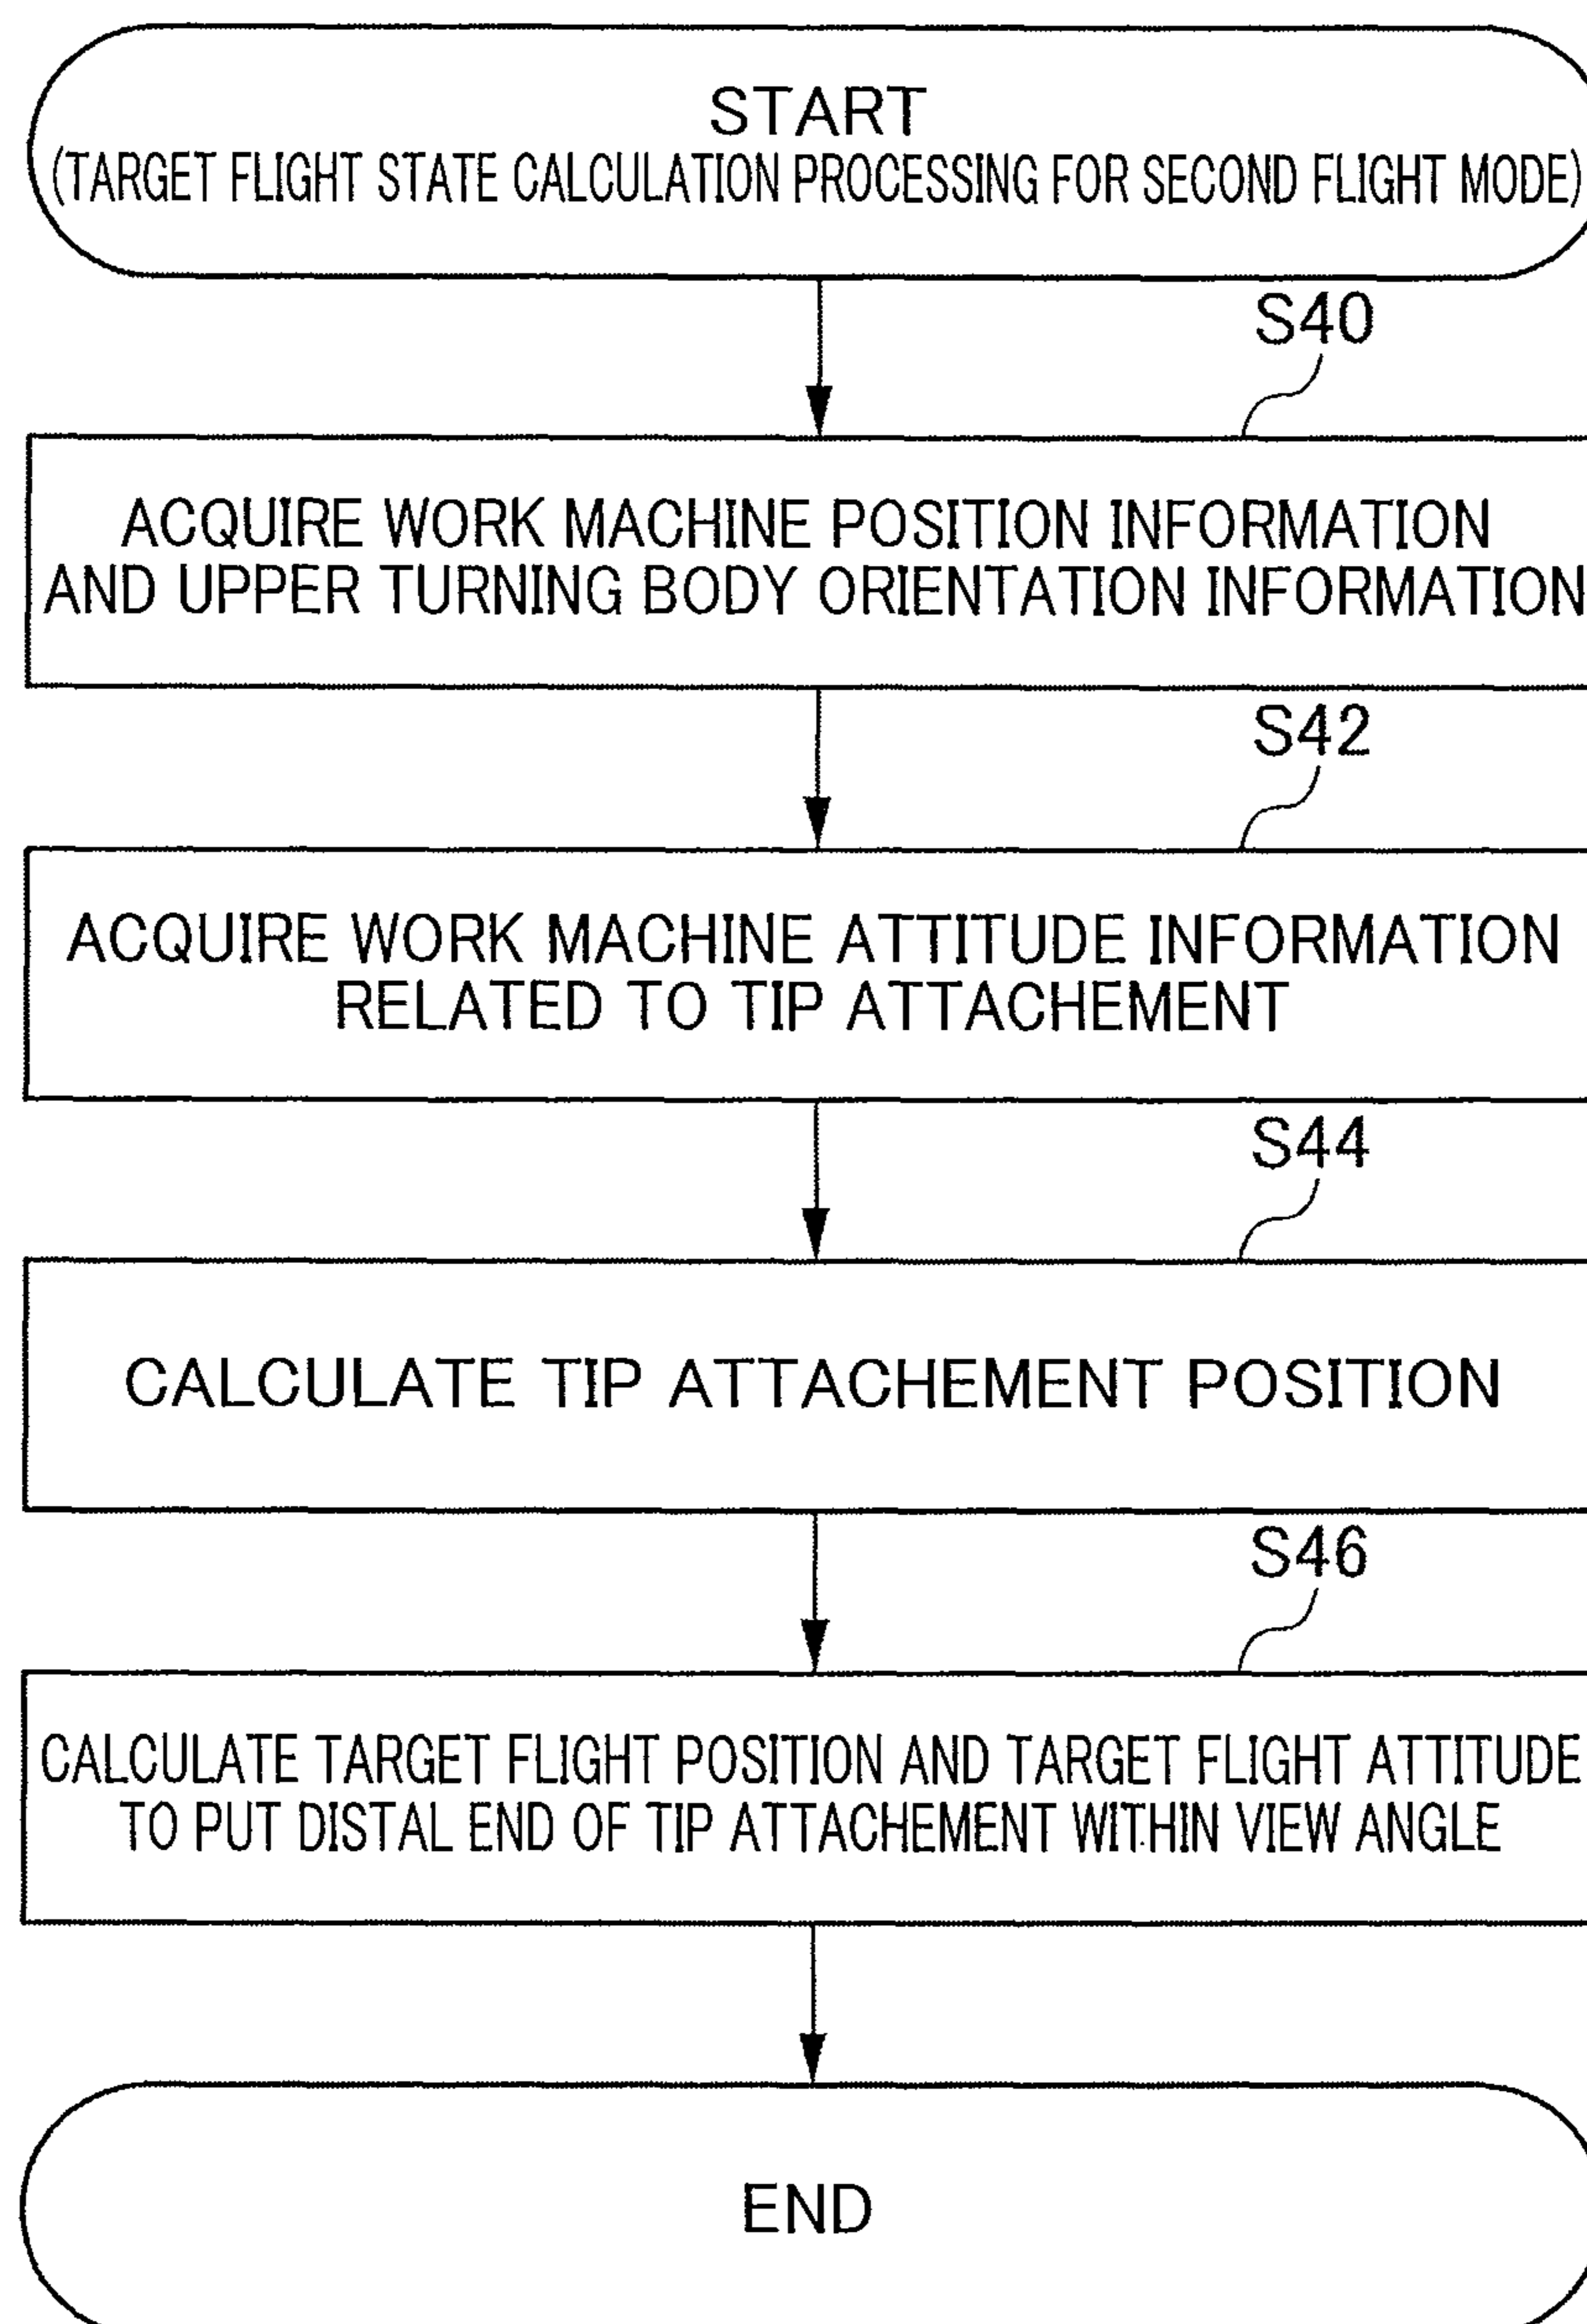 START
(TARGET FLIGHT STATE CALCULATION PROCESSING FOR SECOND FLIGHT MODE)
S40
ACQUIRE WORK MACHINE POSITION INFORMATION
AND UPPER TURNING BODY ORIENTATION INFORMATION
S42
ACQUIRE WORK MACHINE ATTITUDE INFORMATION
RELATED TO TIP ATTACHEMENT
S44
CALCULATE TIP ATTACHEMENT POSITION
S46
CALCULATE TARGET FLIGHT POSITION AND TARGET FLIGHT ATTITUDE
TO PUT DISTAL END OF TIP ATTACHEMENT WITHIN VIEW ANGLE
END